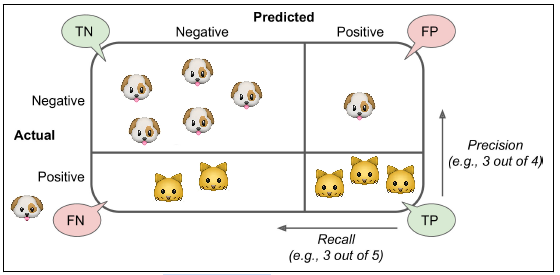 Predicted
TN
Negative
Positive
FP
Negative
Actual
Precision
(e.g., 3 out of 4)
Positive
FN
TP
Recall
(e.g., 3 out of 5)